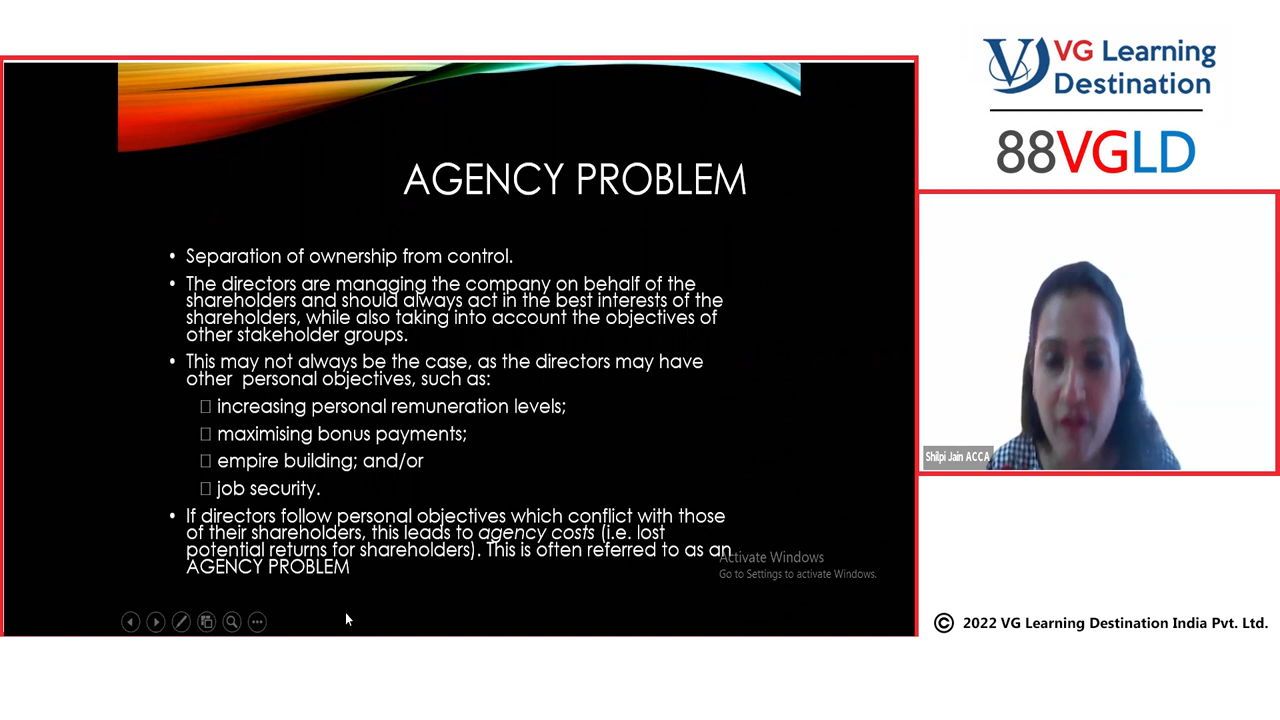 AGENCY PROBLEM
• Separation of ownership from control.
• The directors are managing the company on behalf of the
shareholders and should always act in the best interests of the
shareholders, while also taking into account the objectives of
other stakeholder groups.
• This may not always be the case, as the directors may have
other personal objectives, such as:
increasing personal remuneration levels;
maximising bonus payments;
empire building; and/or
job security.
• If directors follow personal objectives which conflict with those
of their shareholders, this leads to agency costs (i.e. lost
potential returns for shareholders). This is often referred to as an
AGENCY PROBLEM
Activate Windows
Go to Settings to activate Windows.
VG Learning
Destination
88VGLD
Shilpi Jain ACCA
© 2022 VG Learning Destination India Pvt. Ltd.